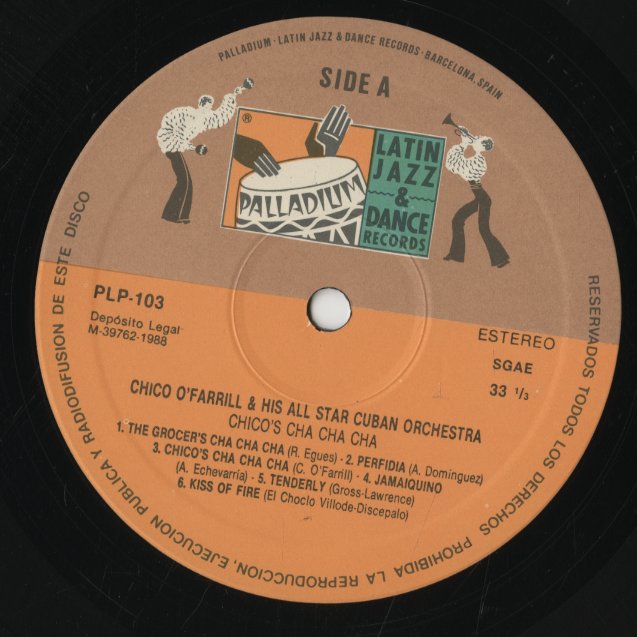 PALLADIUM · LATIN JAZZ & DANCE RECORDS · BARCELONA, SPAIN
SIDE A
®
PALLADIUM
LATIN
JAZZ
&
DANCE
RECORDS
PLP-103
Depósito Legal
M-39762-1988
ESTEREO
SGAE
33 1/3
CHICO O'FARRILL & HIS ALL STAR CUBAN ORCHESTRA
CHICO'S CHA CHA CHA
1. THE GROCER'S CHA CHA CHA (R. Egues) - 2. PERFIDIA (A. Domínguez)
3. CHICO'S CHA CHA CHA (C. O'Farrill) - 4. JAMAIQUINO
(A. Echevarría) - 5. TENDERLY (Gross-Lawrence)
6. KISS OF FIRE (El Choclo Villode-Discepalo)
RESERVADOS TODOS LOS DERECHOS PROHIBIDA LA REPRODUCCION, EJECUCION PUBLICA Y RADIODIFUSION DE ESTE DISCO